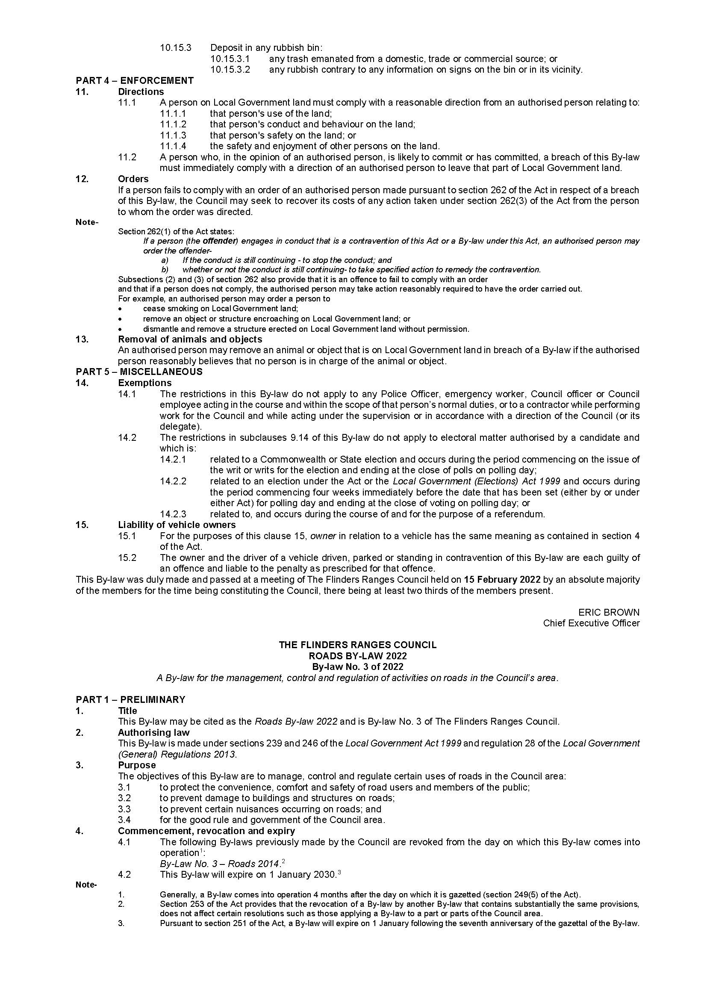 10.15.3 Deposit in any rubbish bin:
10.15.3.1 any trash emanated from a domestic, trade or commercial source; or
10.15.3.2 any rubbish contrary to any information on signs on the bin or in its vicinity.
PART 4 – ENFORCEMENT
11. Directions
11.1 A person on Local Government land must comply with a reasonable direction from an authorised person relating to:
11.1.1 that person's use of the land;
11.1.2 that person's conduct and behaviour on the land;
11.1.3 that person's safety on the land; or
11.1.4 the safety and enjoyment of other persons on the land.
11.2 A person who, in the opinion of an authorised person, is likely to commit or has committed, a breach of this By-law
must immediately comply with a direction of an authorised person to leave that part of Local Government land.
12. Orders
If a person fails to comply with an order of an authorised person made pursuant to section 262 of the Act in respect of a breach
of this By-law, the Council may seek to recover its costs of any action taken under section 262(3) of the Act from the person
to whom the order was directed.
Note-
Section 262(1) of the Act states:
If a person (the offender) engages in conduct that is a contravention of this Act or a By-law under this Act, an authorised person may
order the offender-
a) If the conduct is still continuing - to stop the conduct; and
b) whether or not the conduct is still continuing- to take specified action to remedy the contravention.
Subsections (2) and (3) of section 262 also provide that it is an offence to fail to comply with an order
and that if a person does not comply, the authorised person may take action reasonably required to have the order carried out.
For example, an authorised person may order a person to
• cease smoking on Local Government land;
• remove an object or structure encroaching on Local Government land; or
• dismantle and remove a structure erected on Local Government land without permission.
13. Removal of animals and objects
An authorised person may remove an animal or object that is on Local Government land in breach of a By-law if the authorised
person reasonably believes that no person is in charge of the animal or object.
PART 5 – MISCELLANEOUS
14. Exemptions
14.1 The restrictions in this By-law do not apply to any Police Officer, emergency worker, Council officer or Council
employee acting in the course and within the scope of that person’s normal duties, or to a contractor while performing
work for the Council and while acting under the supervision or in accordance with a direction of the Council (or its
delegate).
14.2 The restrictions in subclauses 9.14 of this By-law do not apply to electoral matter authorised by a candidate and
which is:
14.2.1 related to a Commonwealth or State election and occurs during the period commencing on the issue of
the writ or writs for the election and ending at the close of polls on polling day;
14.2.2 related to an election under the Act or the Local Government (Elections) Act 1999 and occurs during
the period commencing four weeks immediately before the date that has been set (either by or under
either Act) for polling day and ending at the close of voting on polling day; or
14.2.3 related to, and occurs during the course of and for the purpose of a referendum.
15. Liability of vehicle owners
15.1 For the purposes of this clause 15, owner in relation to a vehicle has the same meaning as contained in section 4
of the Act.
15.2 The owner and the driver of a vehicle driven, parked or standing in contravention of this By-law are each guilty of
an offence and liable to the penalty as prescribed for that offence.
This By-law was duly made and passed at a meeting of The Flinders Ranges Council held on 15 February 2022 by an absolute majority
of the members for the time being constituting the Council, there being at least two thirds of the members present.
ERIC BROWN
Chief Executive Officer
THE FLINDERS RANGES COUNCIL
ROADS BY-LAW 2022
By-law No. 3 of 2022
A By-law for the management, control and regulation of activities on roads in the Council’s area.
PART 1 – PRELIMINARY
1. Title
This By-law may be cited as the Roads By-law 2022 and is By-law No. 3 of The Flinders Ranges Council.
2. Authorising law
This By-law is made under sections 239 and 246 of the Local Government Act 1999 and regulation 28 of the Local Government
(General) Regulations 2013.
3. Purpose
The objectives of this By-law are to manage, control and regulate certain uses of roads in the Council area:
3.1 to protect the convenience, comfort and safety of road users and members of the public;
3.2 to prevent damage to buildings and structures on roads;
3.3 to prevent certain nuisances occurring on roads; and
3.4 for the good rule and government of the Council area.
4. Commencement, revocation and expiry
4.1 The following By-laws previously made by the Council are revoked from the day on which this By-law comes into
operation¹:
By-Law No. 3 – Roads 2014.²
4.2 This By-law will expire on 1 January 2030.³
Note-
1. Generally, a By-law comes into operation 4 months after the day on which it is gazetted (section 249(5) of the Act).
2. Section 253 of the Act provides that the revocation of a By-law by another By-law that contains substantially the same provisions,
does not affect certain resolutions such as those applying a By-law to a part or parts of the Council area.
3. Pursuant to section 251 of the Act, a By-law will expire on 1 January following the seventh anniversary of the gazettal of the By-law.